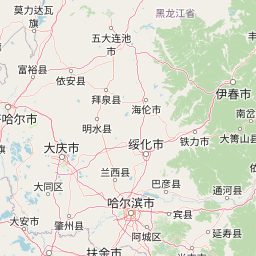 黑龙江省
莫力达瓦
旗
五大连池
市
富裕县
依安县
伊春市
拜泉县
海伦市
哈尔市
明水县
大箐山县
铁力市
绥化市
大庆市
兰西县
巴彦县
大同区
通河县
哈尔滨市
宾县
大安市
肇州县
延寿县
阿城区
扶余市